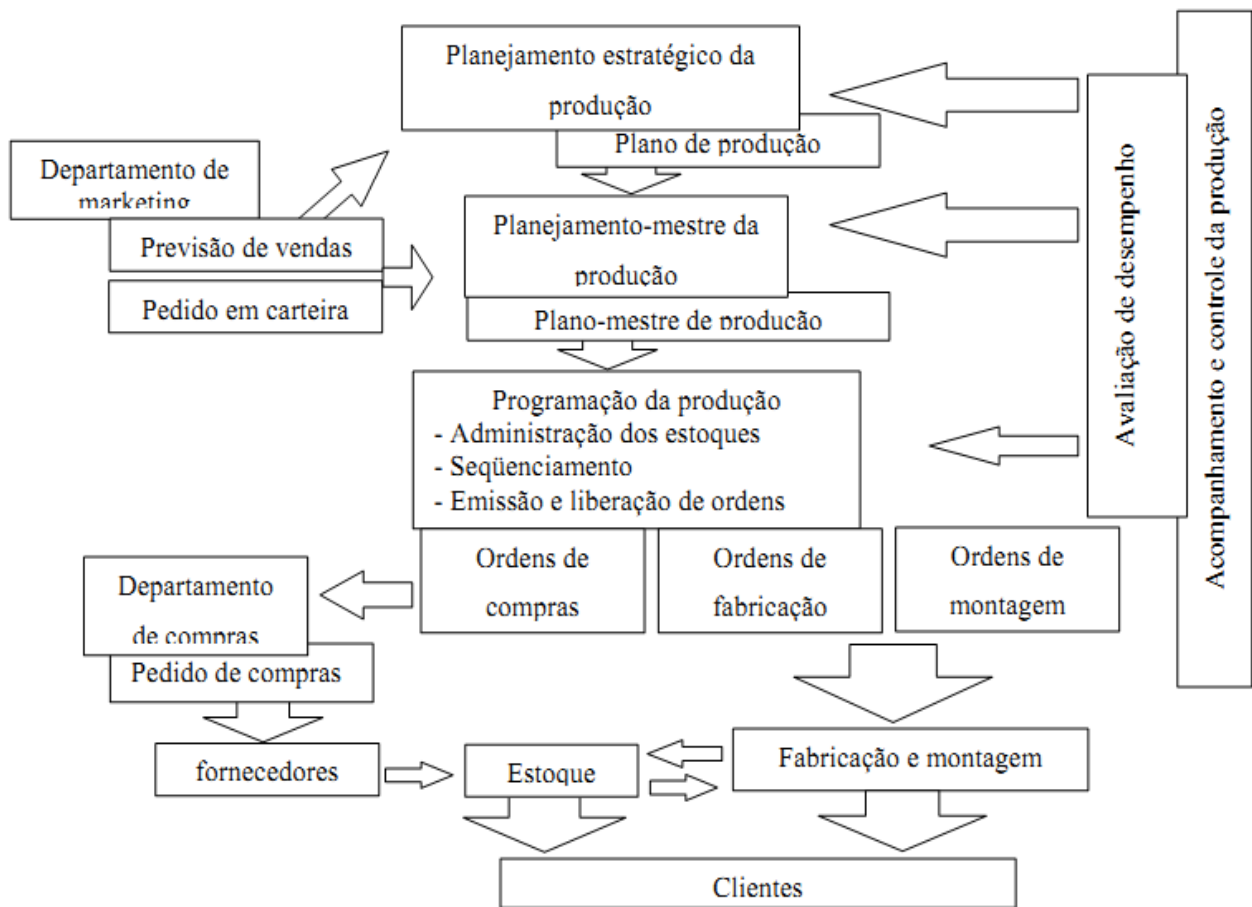 Planejamento estratégico da
produção
Plano de produção
Departamento de
marketing
Previsão de vendas
Pedido em carteira
Planejamento-mestre da
produção
Plano-mestre de produção
Programação da produção
- Administração dos estoques
- Seqüenciamento
- Emissão e liberação de ordens
Ordens de
compras
Ordens de
fabricação
Ordens de
montagem
Departamento
de compras
Pedido de compras
fornecedores
Estoque
Fabricação e montagem
Clientes
Avaliação de desempenho
Acompanhamento e controle da produção